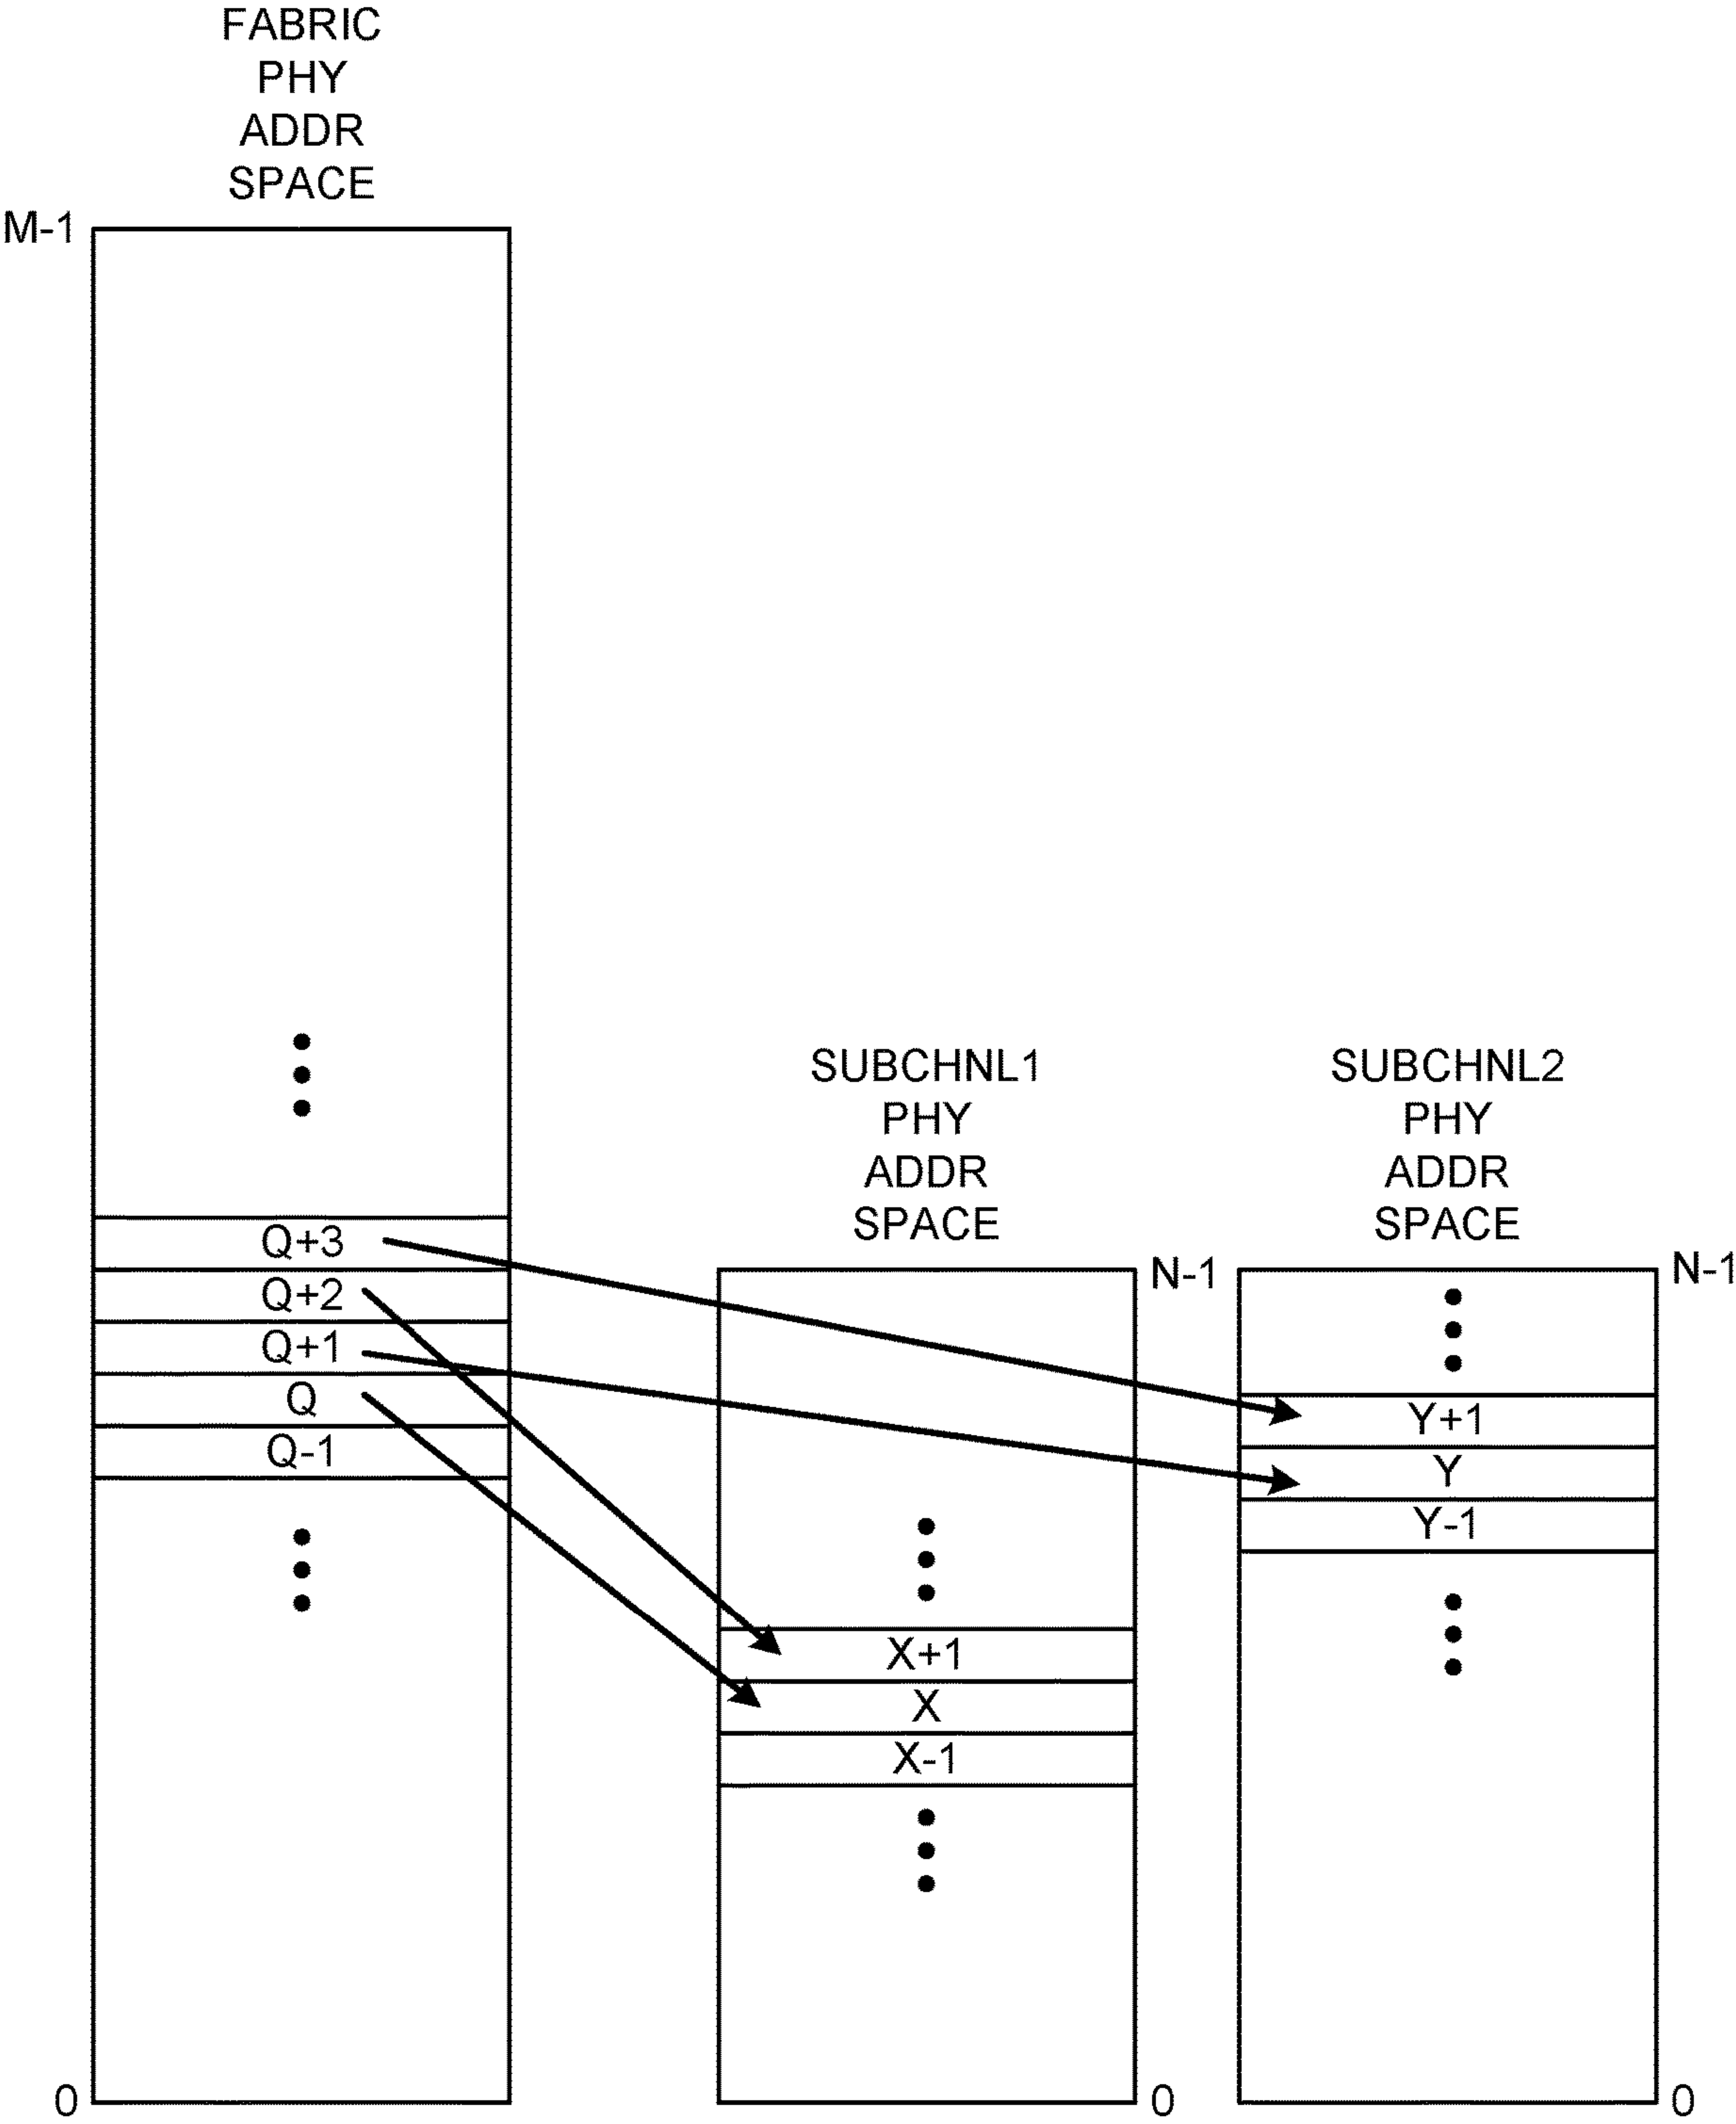 FABRIC
PHY
ADDR
SPACE
M-1
Q+3
Q+2
Q+1
Q
Q-1
0
SUBCHNL1
PHY
ADDR
SPACE
N-1
X+1
X
X-1
0
SUBCHNL2
PHY
ADDR
SPACE
N-1
Y+1
Y
Y-1
0